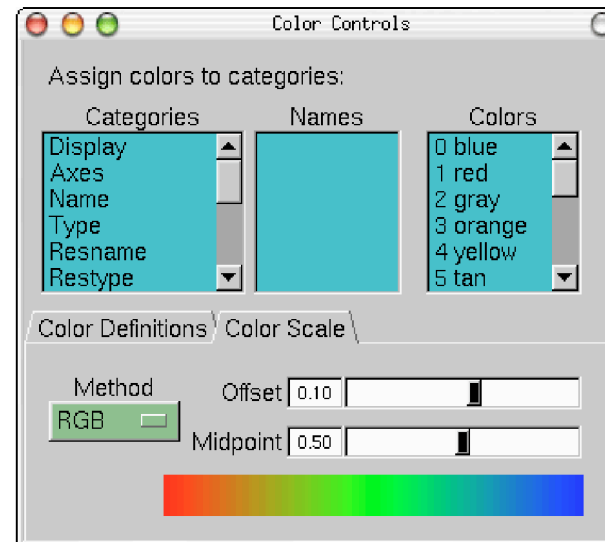 Color Controls
Assign colors to categories:
Categories Names Colors
Display
Axes
Name
Type
Resname
Restype
0 blue
1 red
2 gray
3 orange
4 yellow
5 tan
Color Definitions Color Scale
Method
RGB
Offset 0.10
Midpoint 0.50